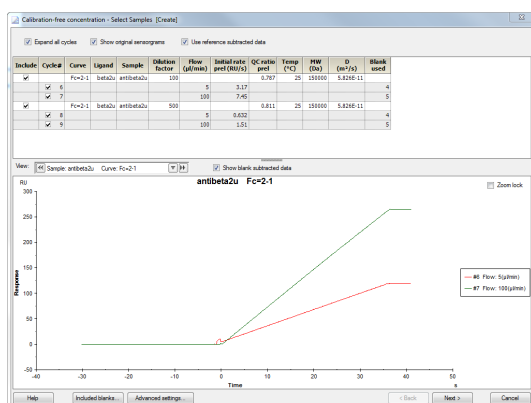 Calibration-free concentration - Select Samples [Create]
Expand all cycles Show original sensorgrams Use reference subtracted data
Include Cycle# Curve Ligand Sample Dilution factor Flow (µl/min) Initial rate prel (RU/s) QC ratio prel Temp (°C) MW (Da) D (m²/s) Blank used
Fc=2-1 beta2u antibeta2u 100 0.787 25 150000 5.826E-11
6 5 3.17 4
7 100 7.45 5
Fc=2-1 beta2u antibeta2u 500 0.811 25 150000 5.826E-11
8 5 0.632 4
9 100 1.51 5
View: Sample: antibeta2u Curve: Fc=2-1 Show blank subtracted data
antibeta2u Fc=2-1
Zoom lock
RU
300
250
200
150
100
50
0
-50
Response
-40 -30 -20 -10 0 10 20 30 40 50
Time s
#6 Flow: 5(µl/min)
#7 Flow: 100(µl/min)
Help Included blanks... Advanced settings... < Back Next > Cancel